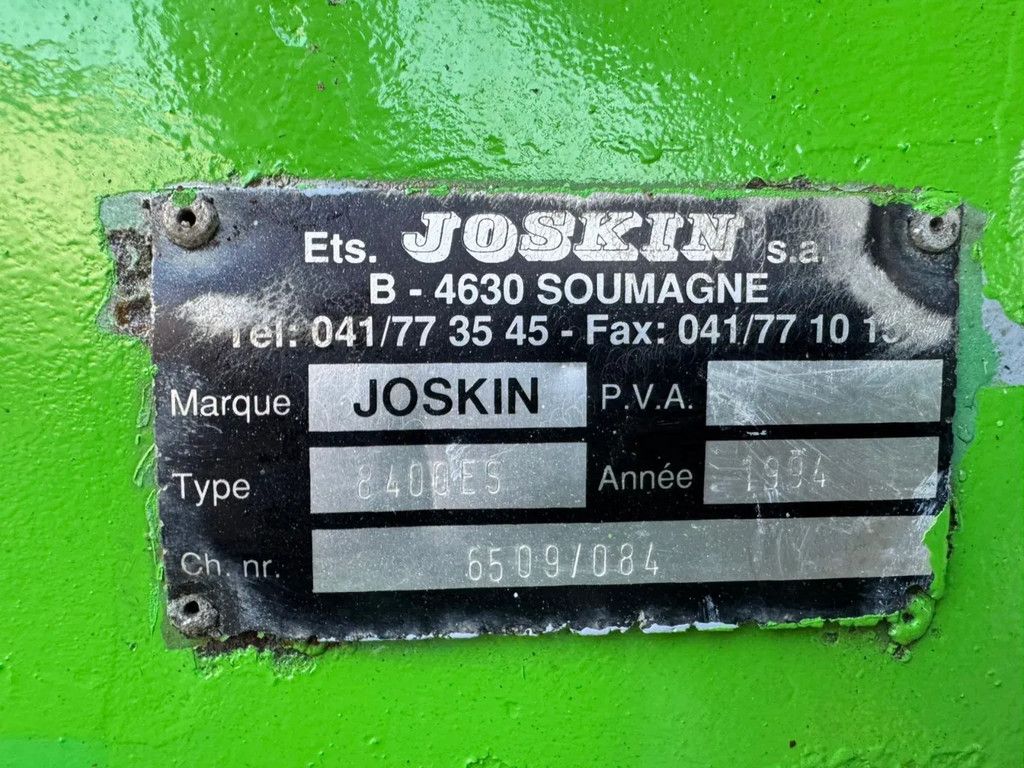 Ets. JOSKIN s.a.
B - 4630 SOUMAGNE
Tel: 041/77 35 45 - Fax: 041/77 10
Marque JOSKIN P.V.A.
Type 8400ES Année 1994
Ch. nr. 6509/084